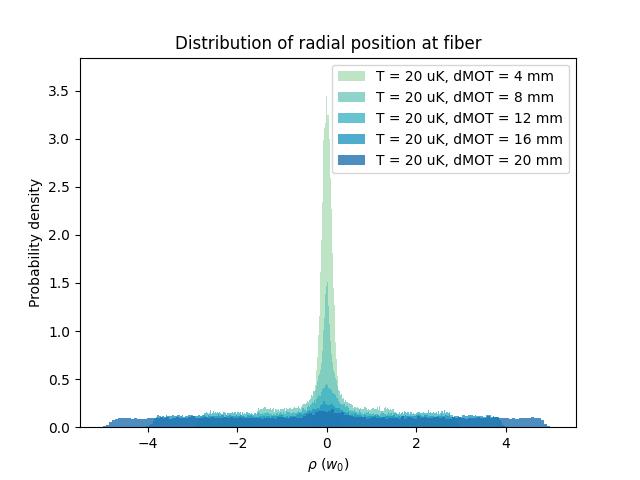 Distribution of radial position at fiber
T = 20 uK, dMOT = 4 mm
T = 20 uK, dMOT = 8 mm
T = 20 uK, dMOT = 12 mm
T = 20 uK, dMOT = 16 mm
T = 20 uK, dMOT = 20 mm
Probability density
3.5
3.0
2.5
2.0
1.5
1.0
0.5
0.0
−4 −2 0 2 4
ρ (w₀)